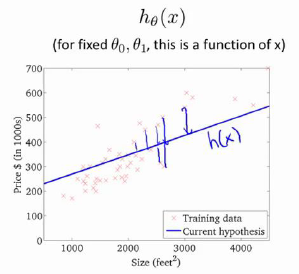 hθ(x)
(for fixed θ0, θ1, this is a function of x)
700
600
500
400
300
200
100
0
Price $ (in 1000s)
h(x)
× Training data
Current hypothesis
1000 2000 3000 4000
Size (feet²)